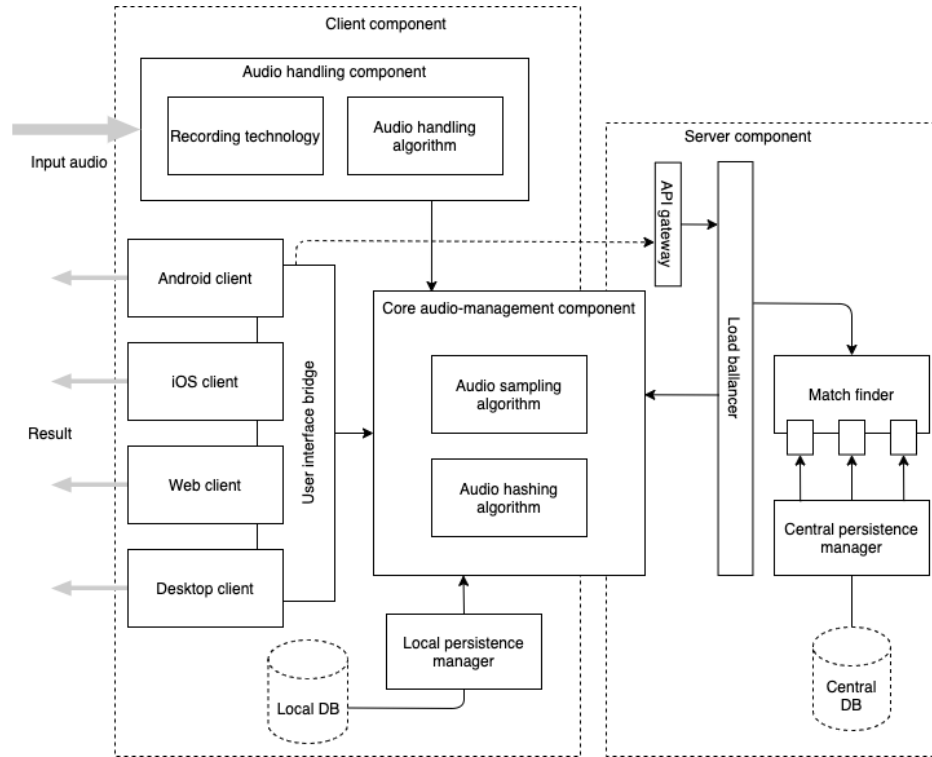 Client component
Audio handling component
Recording technology
Audio handling
algorithm
Input audio
Server component
API gateway
Load ballancer
Android client
iOS client
Web client
Desktop client
Result
User interface bridge
Core audio-management component
Audio sampling
algorithm
Audio hashing
algorithm
Match finder
Central persistence
manager
Local persistence
manager
Local DB
Central
DB